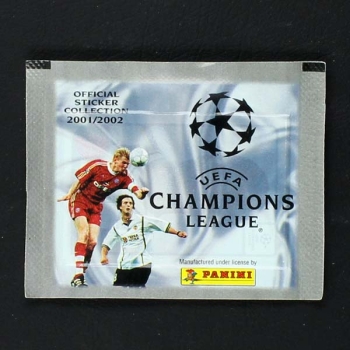 OFFICIAL
STICKER
COLLECTION
2001/2002
UEFA
CHAMPIONS
LEAGUE®
Manufactured under license by
PANINI